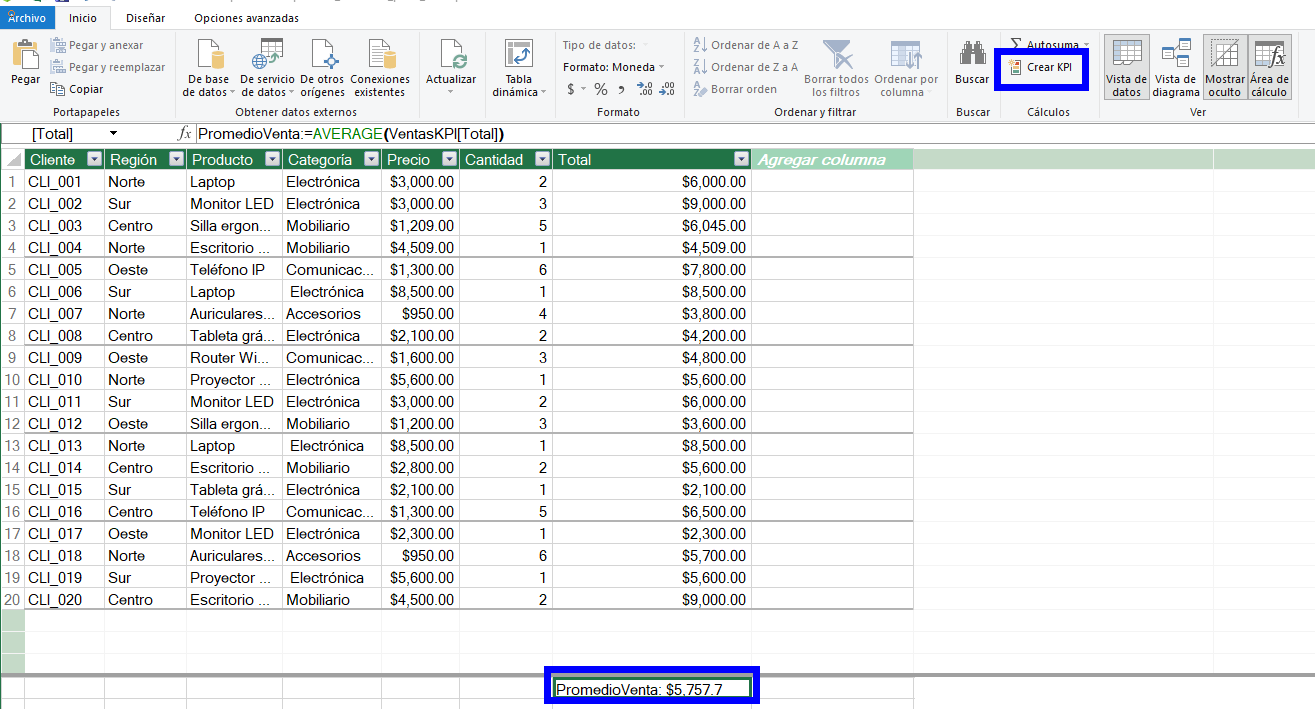 Archivo Inicio Diseñar Opciones avanzadas
Pegar
Pegar y anexar
Pegar y reemplazar
Copiar
Portapapeles
De base de datos
De servicio de datos
De otros orígenes
Conexiones existentes
Obtener datos externos
Actualizar
Tabla dinámica
Tipo de datos:
Formato: Moneda
$ % , .00 .00
Formato
Ordenar de A a Z
Ordenar de Z a A
Borrar orden
Borrar todos los filtros
Ordenar por columna
Ordenar y filtrar
Buscar
Buscar
Autosuma
Crear KPI
Cálculos
Vista de datos
Vista de diagrama
Mostrar oculto
Área de cálculo
Ver
[Total] fx PromedioVenta:=AVERAGE(VentasKPI[Total])
Cliente Región Producto Categoría Precio Cantidad Total Agregar columna
1 CLI_001 Norte Laptop Electrónica $3,000.00 2 $6,000.00
2 CLI_002 Sur Monitor LED Electrónica $3,000.00 3 $9,000.00
3 CLI_003 Centro Silla ergon... Mobiliario $1,209.00 5 $6,045.00
4 CLI_004 Norte Escritorio ... Mobiliario $4,509.00 1 $4,509.00
5 CLI_005 Oeste Teléfono IP Comunicac... $1,300.00 6 $7,800.00
6 CLI_006 Sur Laptop Electrónica $8,500.00 1 $8,500.00
7 CLI_007 Norte Auriculares... Accesorios $950.00 4 $3,800.00
8 CLI_008 Centro Tableta grá... Electrónica $2,100.00 2 $4,200.00
9 CLI_009 Oeste Router Wi... Comunicac... $1,600.00 3 $4,800.00
10 CLI_010 Norte Proyector ... Electrónica $5,600.00 1 $5,600.00
11 CLI_011 Sur Monitor LED Electrónica $3,000.00 2 $6,000.00
12 CLI_012 Oeste Silla ergon... Mobiliario $1,200.00 3 $3,600.00
13 CLI_013 Norte Laptop Electrónica $8,500.00 1 $8,500.00
14 CLI_014 Centro Escritorio ... Mobiliario $2,800.00 2 $5,600.00
15 CLI_015 Sur Tableta grá... Electrónica $2,100.00 1 $2,100.00
16 CLI_016 Centro Teléfono IP Comunicac... $1,300.00 5 $6,500.00
17 CLI_017 Oeste Monitor LED Electrónica $2,300.00 1 $2,300.00
18 CLI_018 Norte Auriculares... Accesorios $950.00 6 $5,700.00
19 CLI_019 Sur Proyector ... Electrónica $5,600.00 1 $5,600.00
20 CLI_020 Centro Escritorio ... Mobiliario $4,500.00 2 $9,000.00
PromedioVenta: $5,757.7